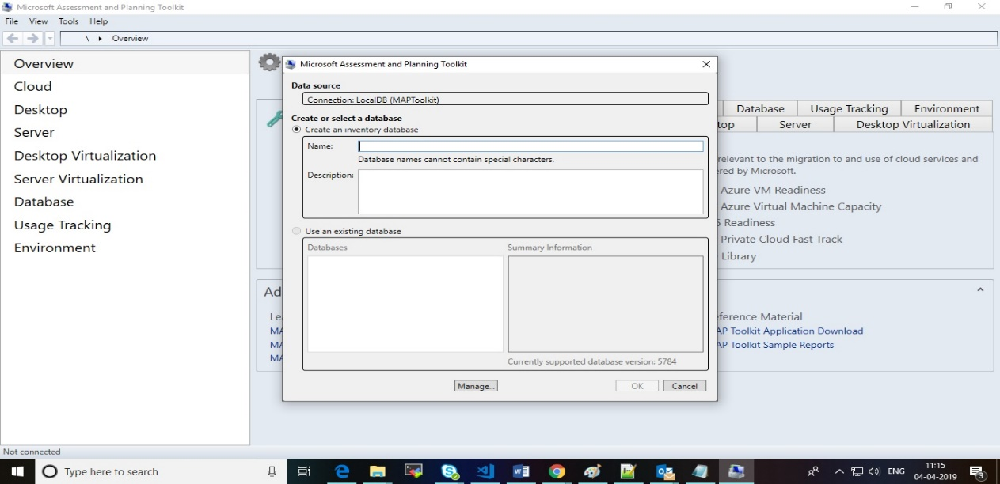 Microsoft Assessment and Planning Toolkit
File View Tools Help
\ Overview
Overview
Cloud
Desktop
Server
Desktop Virtualization
Server Virtualization
Database
Usage Tracking
Environment
Microsoft Assessment and Planning Toolkit
Data source
Connection: LocalDB (MAPToolkit)
Create or select a database
Create an inventory database
Name:
Database names cannot contain special characters.
Description:
Use an existing database
Databases
Summary Information
Currently supported database version: 5784
Manage...
OK
Cancel
Database Usage Tracking Environment
top Server Desktop Virtualization
relevant to the migration to and use of cloud services and
red by Microsoft.
Azure VM Readiness
Azure Virtual Machine Capacity
Readiness
Private Cloud Fast Track
Library
Ad
Le
MA
MA
MA
ference Material
AP Toolkit Application Download
AP Toolkit Sample Reports
Not connected
Type here to search
ENG
11:15
04-04-2019
3